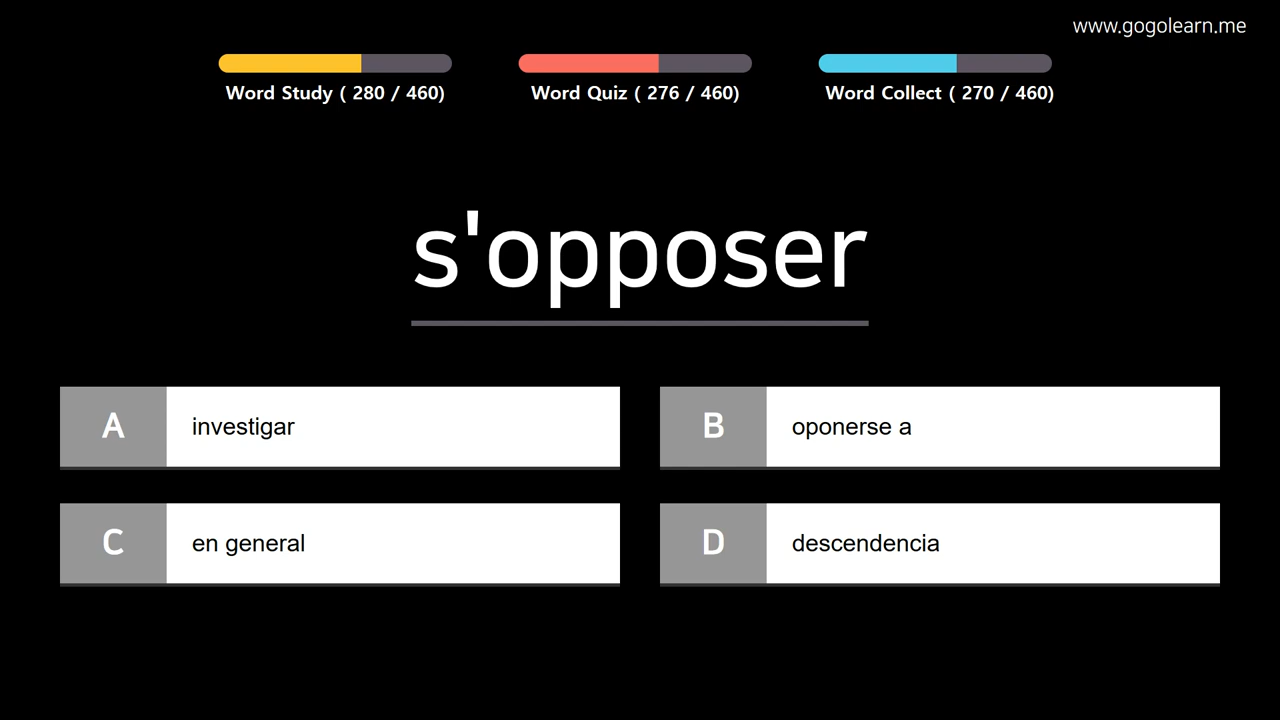 www.gogolearn.me
Word Study ( 280 / 460)
Word Quiz ( 276 / 460)
Word Collect ( 270 / 460)
s'opposer
A investigar
B oponerse a
C en general
D descendencia